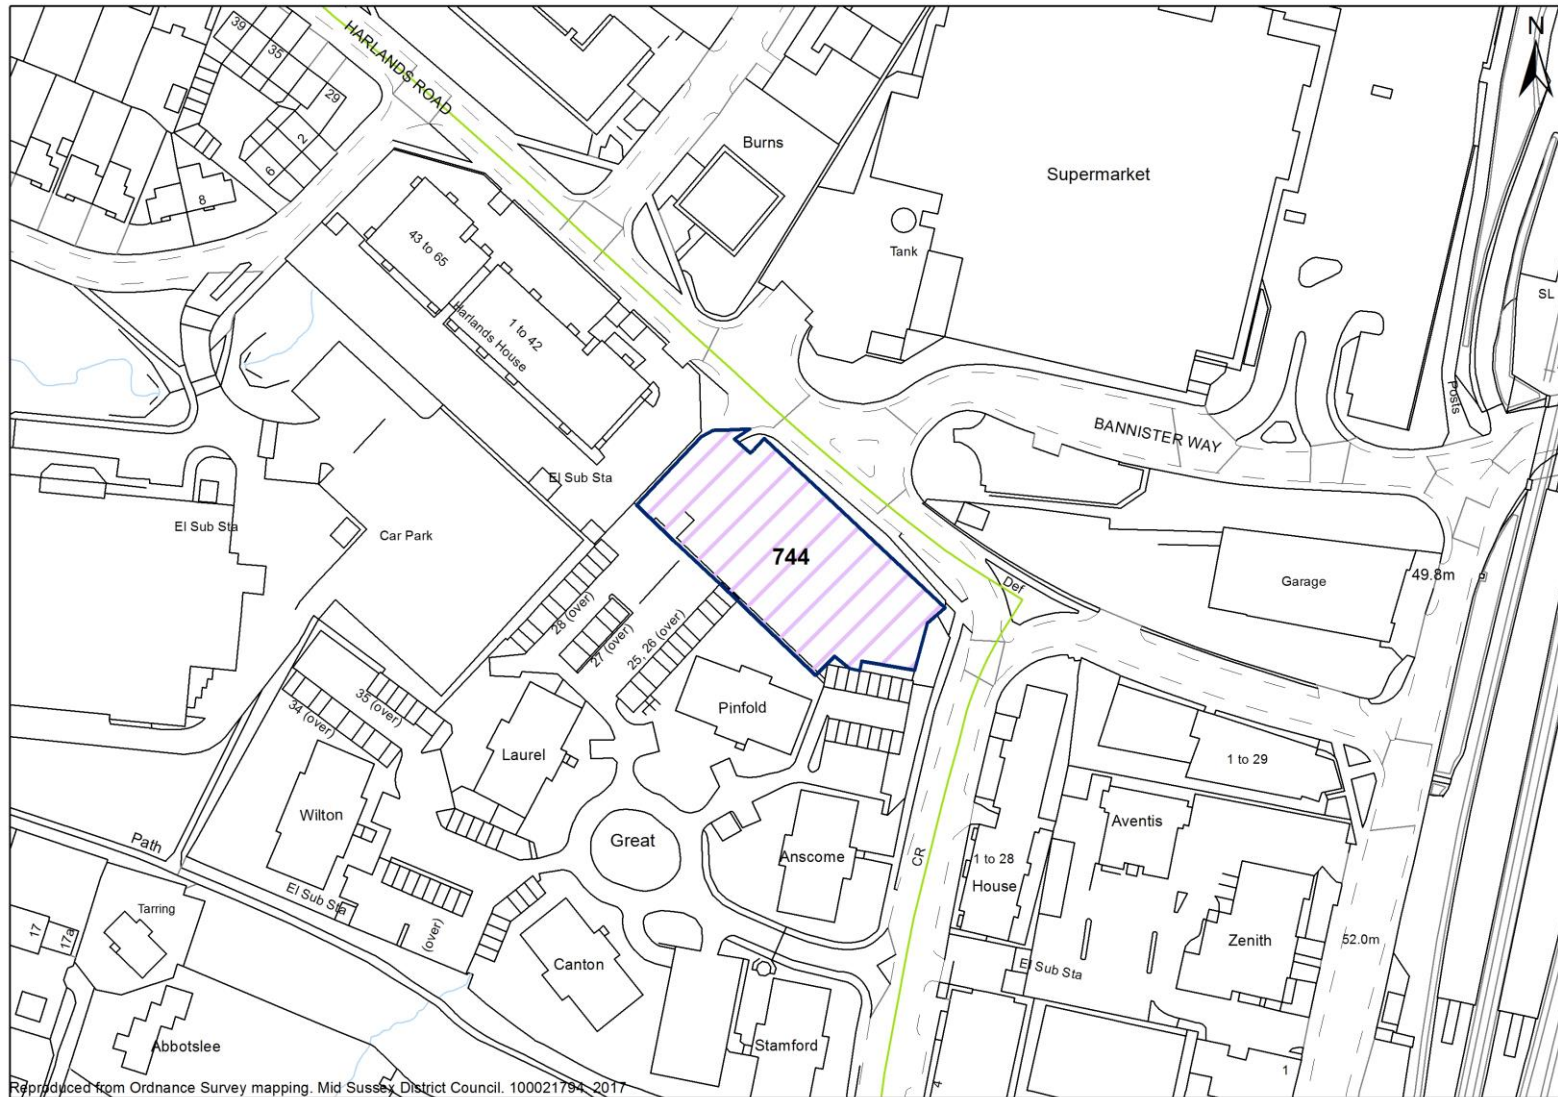 N
39
35
29
2
6
8
HARLANDS ROAD
Burns
Supermarket
Tank
SL
43 to 65
1 to 42
Harlands House
Posts
BANNISTER WAY
El Sub Sta
El Sub Sta
Car Park
744
Def
Garage
49.8m
28 (over)
27 (over)
25, 26 (over)
34 (over)
35 (over)
Pinfold
Laurel
1 to 29
Wilton
Path
Great
Anscome
CR
1 to 28
House
Aventis
El Sub Sta
(over)
Tarring
17
17a
Canton
Zenith
52.0m
El Sub Sta
Abbotslee
Stamford
4
1
Reproduced from Ordnance Survey mapping. Mid Sussex District Council. 100021794. 2017